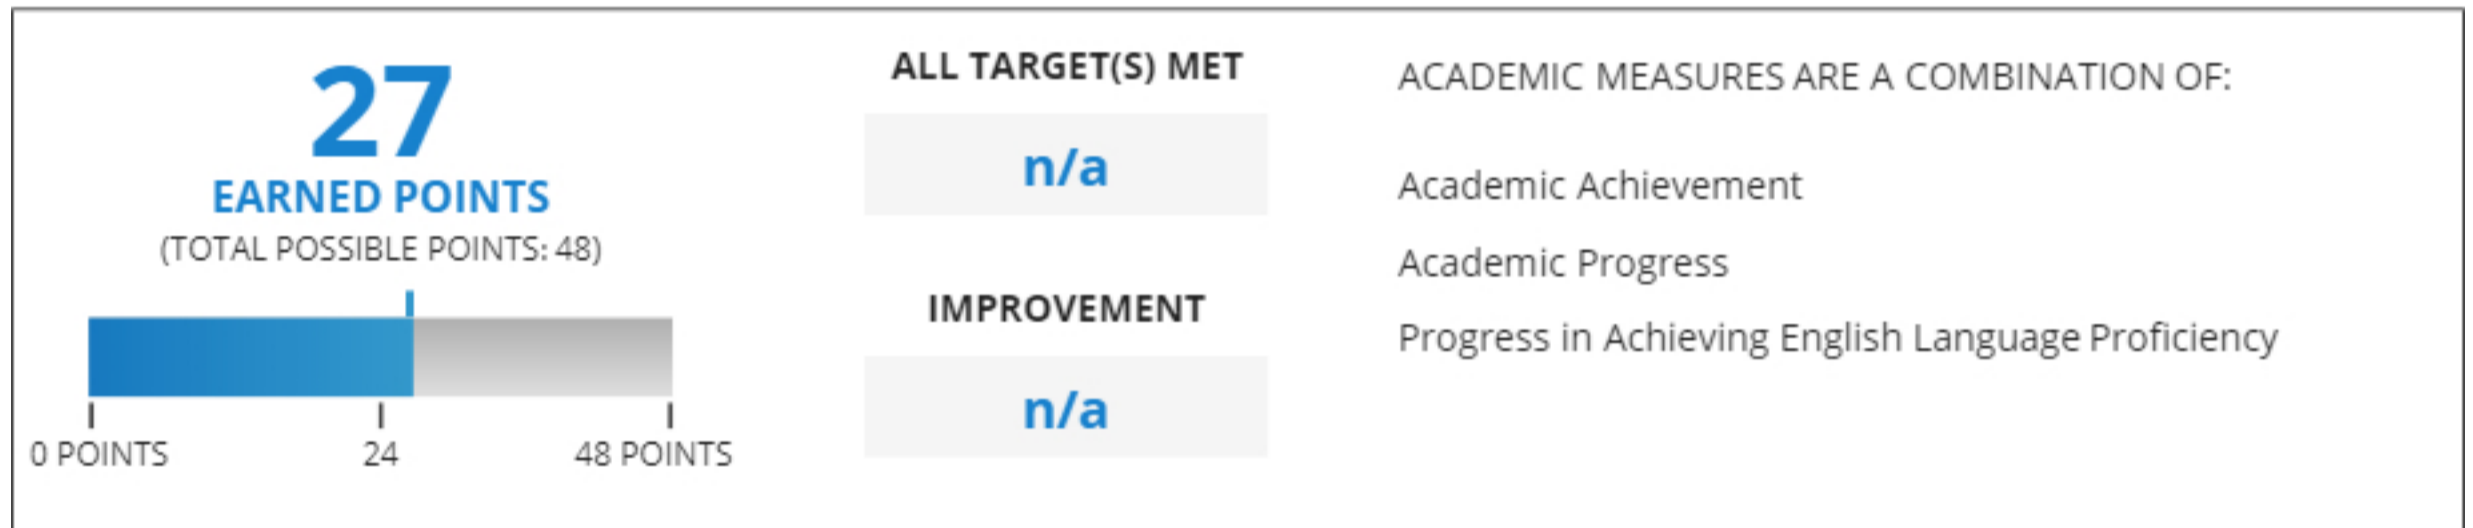 27
EARNED POINTS
(TOTAL POSSIBLE POINTS: 48)
0 POINTS
24
48 POINTS
ALL TARGET(S) MET
n/a
IMPROVEMENT
n/a
ACADEMIC MEASURES ARE A COMBINATION OF:
Academic Achievement
Academic Progress
Progress in Achieving English Language Proficiency